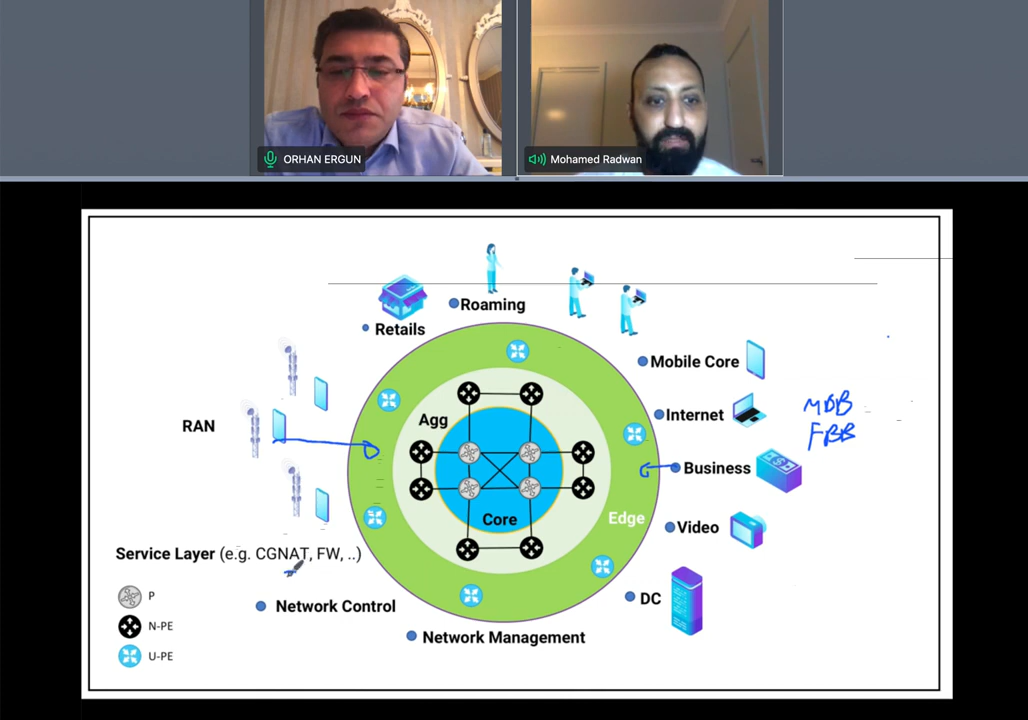 ORHAN ERGUN
Mohamed Radwan
Roaming
Retails
Mobile Core
RAN
Agg
Internet
MBB
FBB
Business
Core
Edge
Video
Service Layer (e.g. CGNAT, FW, ..)
DC
P
Network Control
N-PE
Network Management
U-PE